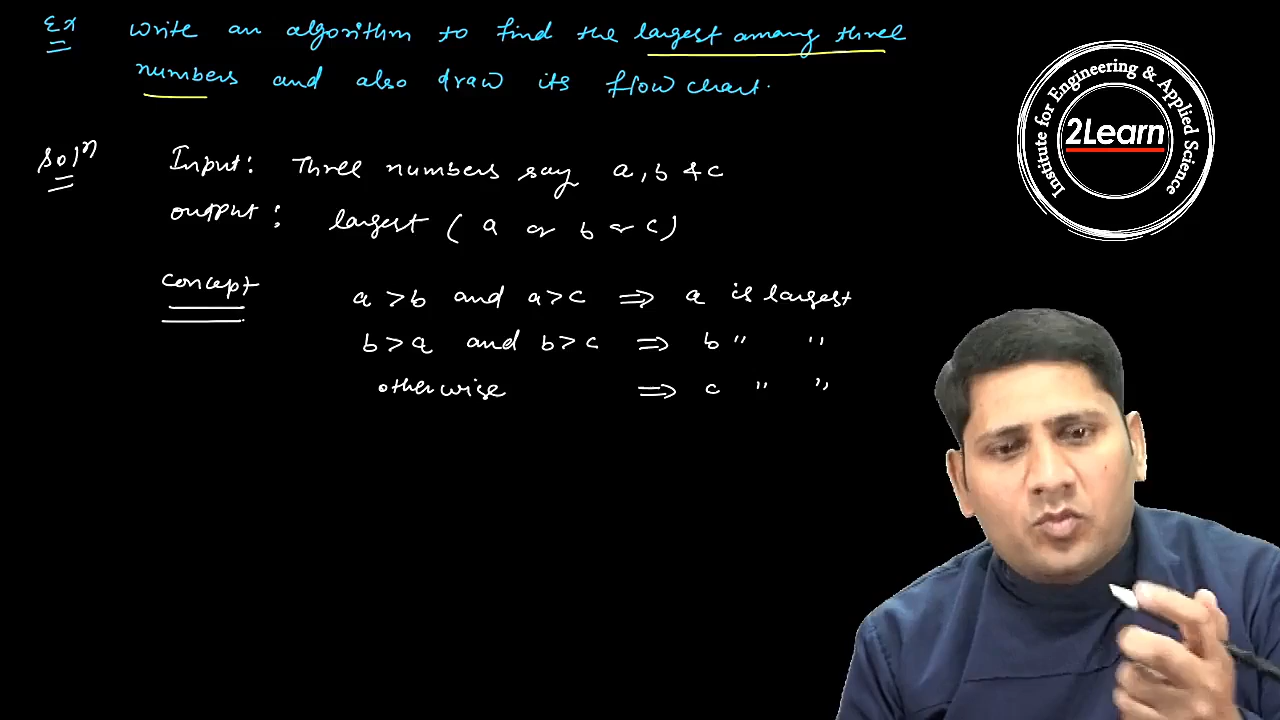 Ex Write an algorithm to find the largest among three
numbers and also draw its flow chart.
Soln Input: Three numbers say a, b & c
output: largest ( a or b or c)
concept a > b and a > c ⇒ a is largest
b > a and b > c ⇒ b " "
otherwise ⇒ c " "
Institute for Engineering & Applied Science
2Learn